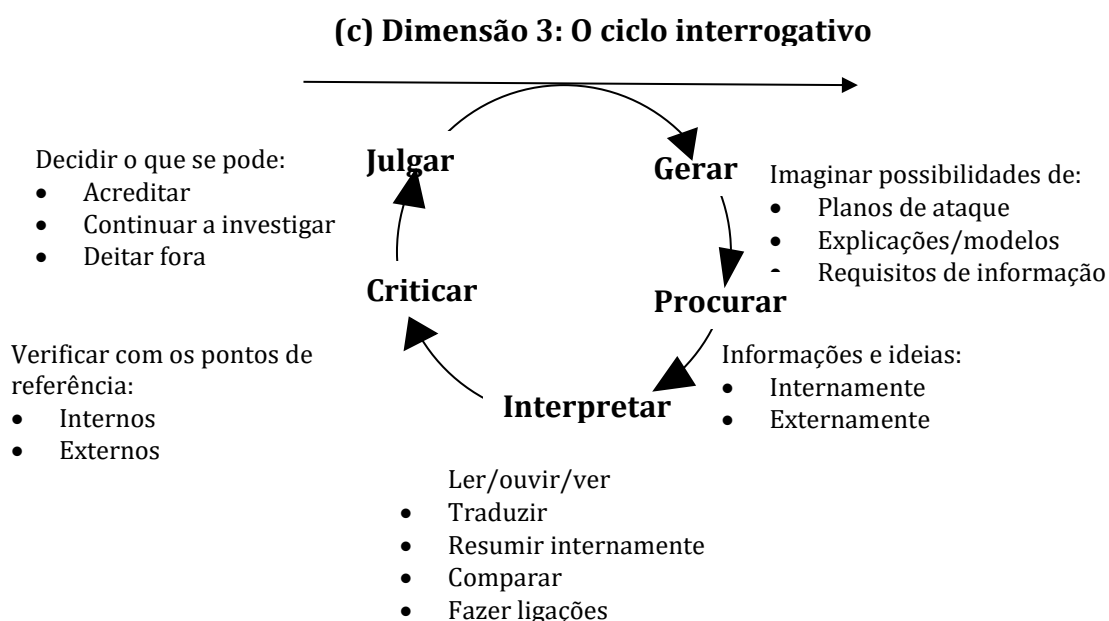 (c) Dimensão 3: O ciclo interrogativo
Julgar
Decidir o que se pode:
• Acreditar
• Continuar a investigar
• Deitar fora
Gerar
Imaginar possibilidades de:
• Planos de ataque
• Explicações/modelos
• Requisitos de informação
Criticar
Verificar com os pontos de
referência:
• Internos
• Externos
Procurar
Informações e ideias:
• Internamente
• Externamente
Interpretar
Ler/ouvir/ver
• Traduzir
• Resumir internamente
• Comparar
• Fazer ligações